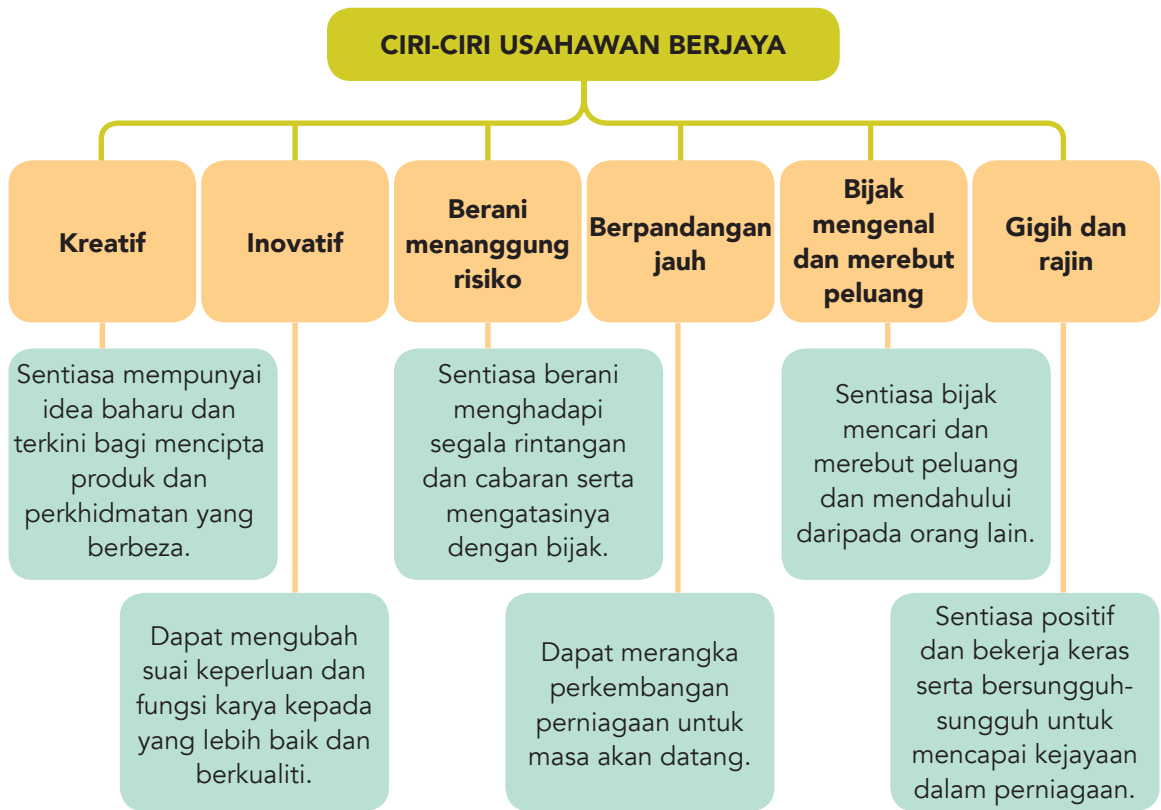 CIRI-CIRI USAHAWAN BERJAYA
Kreatif
Inovatif
Berani
menanggung
risiko
Berpandangan
jauh
Bijak
mengenal
dan merebut
peluang
Gigih dan
rajin
Sentiasa mempunyai
idea baharu dan
terkini bagi mencipta
produk dan
perkhidmatan yang
berbeza.
Dapat mengubah
suai keperluan dan
fungsi karya kepada
yang lebih baik dan
berkualiti.
Sentiasa berani
menghadapi
segala rintangan
dan cabaran serta
mengatasinya
dengan bijak.
Dapat merangka
perkembangan
perniagaan untuk
masa akan datang.
Sentiasa bijak
mencari dan
merebut peluang
dan mendahului
daripada orang lain.
Sentiasa positif
dan bekerja keras
serta bersungguh-
sungguh untuk
mencapai kejayaan
dalam perniagaan.